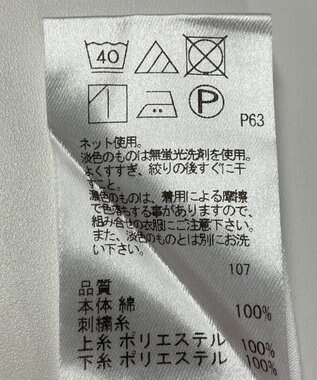 40
P
P63
ネット使用。
淡色のものは無蛍光洗剤を使用。
よくすすぎ、絞りの後すぐに干
すこと。
濃色のものは、着用による摩擦
で色落ちする事がありますので、
組み合せの衣服にご注意下さい。
また、淡色のものとは別にお洗
い下さい。
107
品質
本体 綿 100%
刺繍糸
上糸 ポリエステル 100%
下糸 ポリエステル 100%